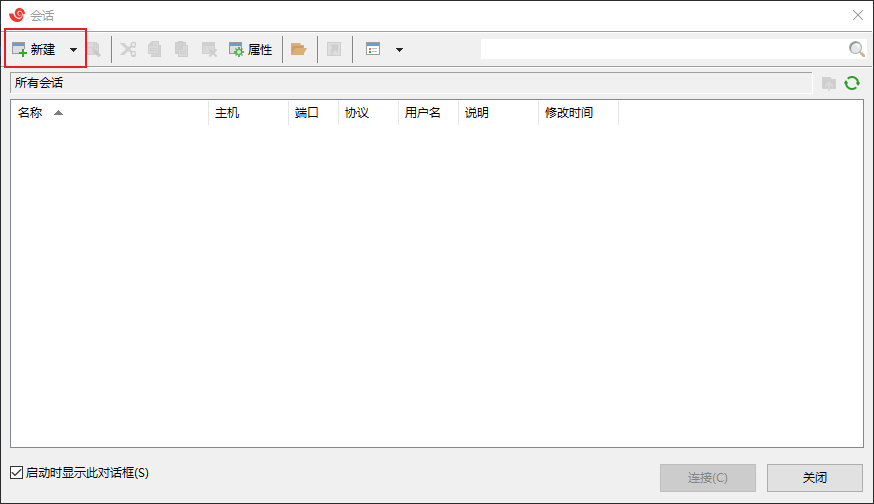 会话
新建 属性
所有会话
名称 主机 端口 协议 用户名 说明 修改时间
启动时显示此对话框(S)
连接(C) 关闭